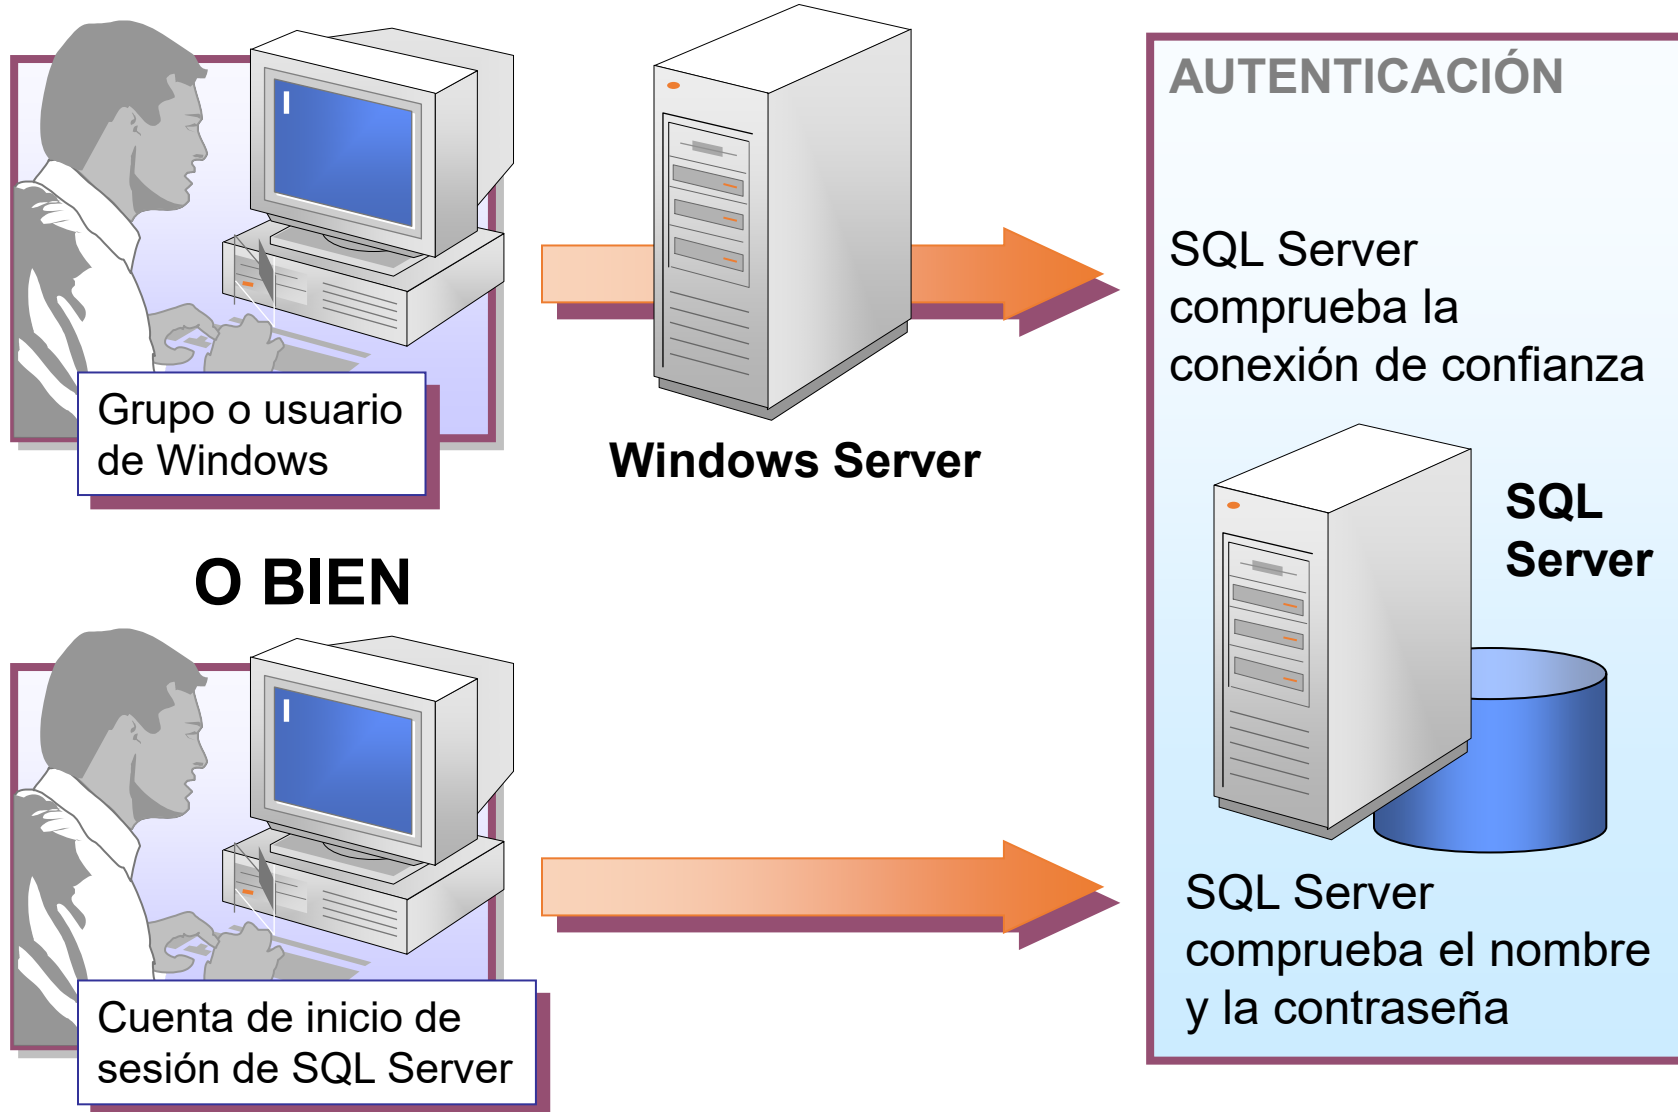 AUTENTICACIÓN
SQL Server
comprueba la
conexión de confianza
Grupo o usuario
de Windows
Windows Server
SQL
Server
O BIEN
SQL Server
comprueba el nombre
y la contraseña
Cuenta de inicio de
sesión de SQL Server